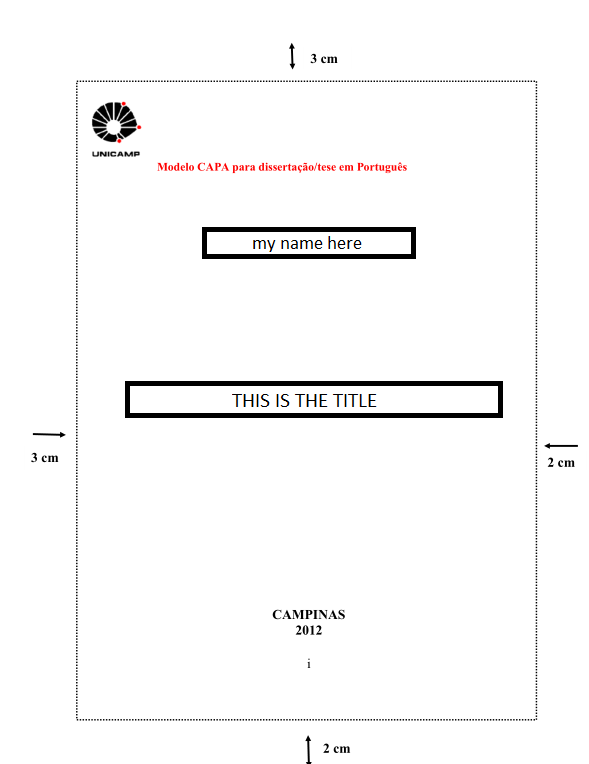 3 cm
UNICAMP
Modelo CAPA para dissertação/tese em Português
my name here
THIS IS THE TITLE
3 cm
2 cm
CAMPINAS
2012
i
2 cm